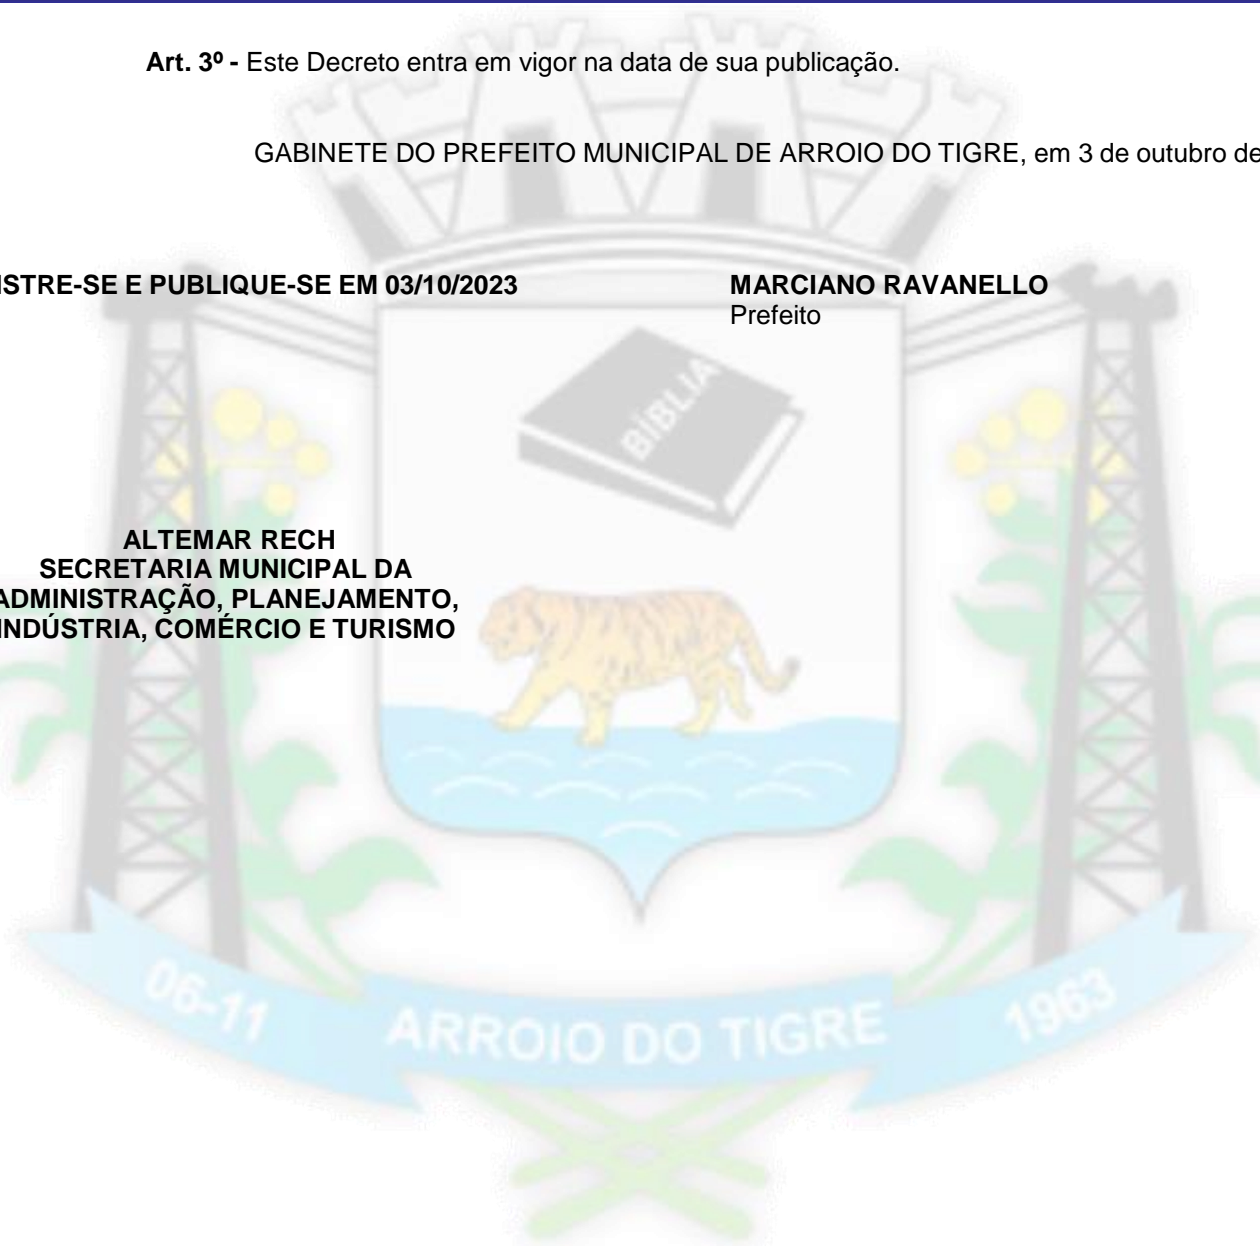 Art. 3º - Este Decreto entra em vigor na data de sua publicação.
GABINETE DO PREFEITO MUNICIPAL DE ARROIO DO TIGRE, em 3 de outubro de
ISTRE-SE E PUBLIQUE-SE EM 03/10/2023
MARCIANO RAVANELLO
Prefeito
BÍBLIA
ALTEMAR RECH
SECRETARIA MUNICIPAL DA
ADMINISTRAÇÃO, PLANEJAMENTO,
INDÚSTRIA, COMÉRCIO E TURISMO
06-11
ARROIO DO TIGRE
1963